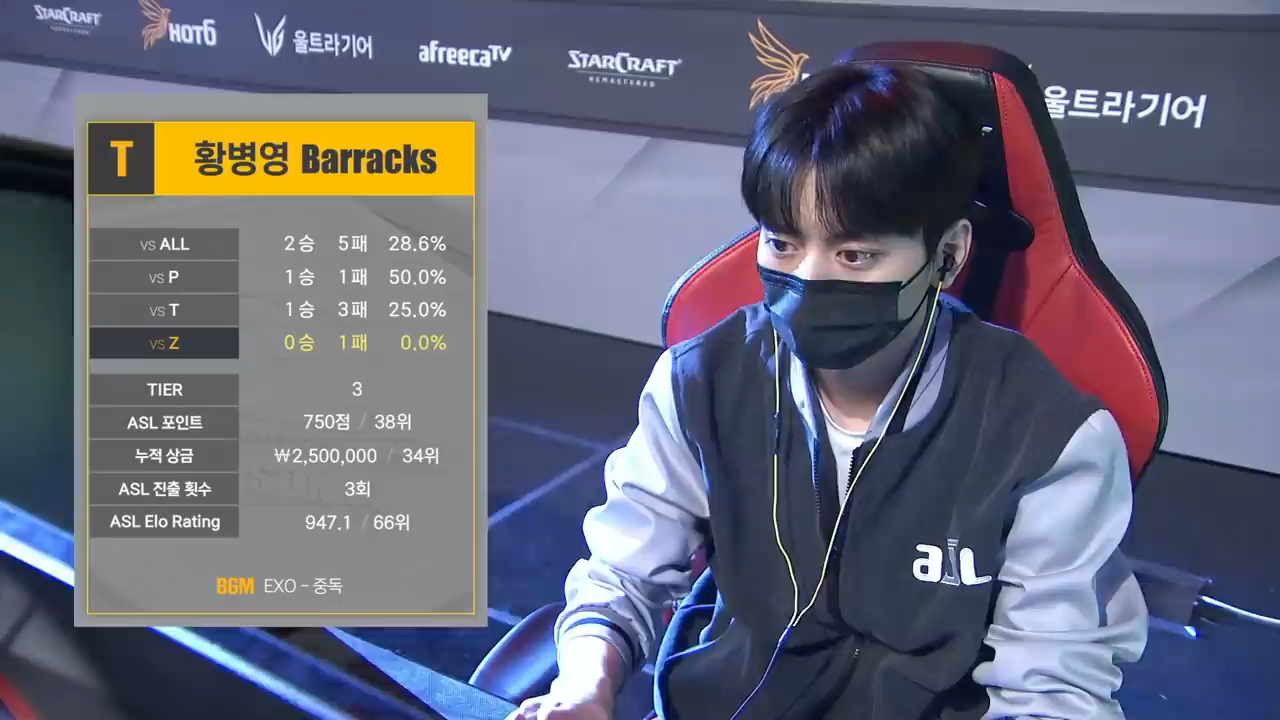 STARCRAFT
HOT6
울트라기어
afreecaTV
STARCRAFT
REMASTERED
울트라기어
T
황병영 Barracks
vs ALL 2승 5패 28.6%
vs P 1승 1패 50.0%
vs T 1승 3패 25.0%
vs Z 0승 1패 0.0%
TIER 3
ASL 포인트 750점 / 38위
누적 상금 ₩2,500,000 / 34위
ASL 진출 횟수 3회
ASL Elo Rating 947.1 / 66위
BGM EXO – 중독
aSL